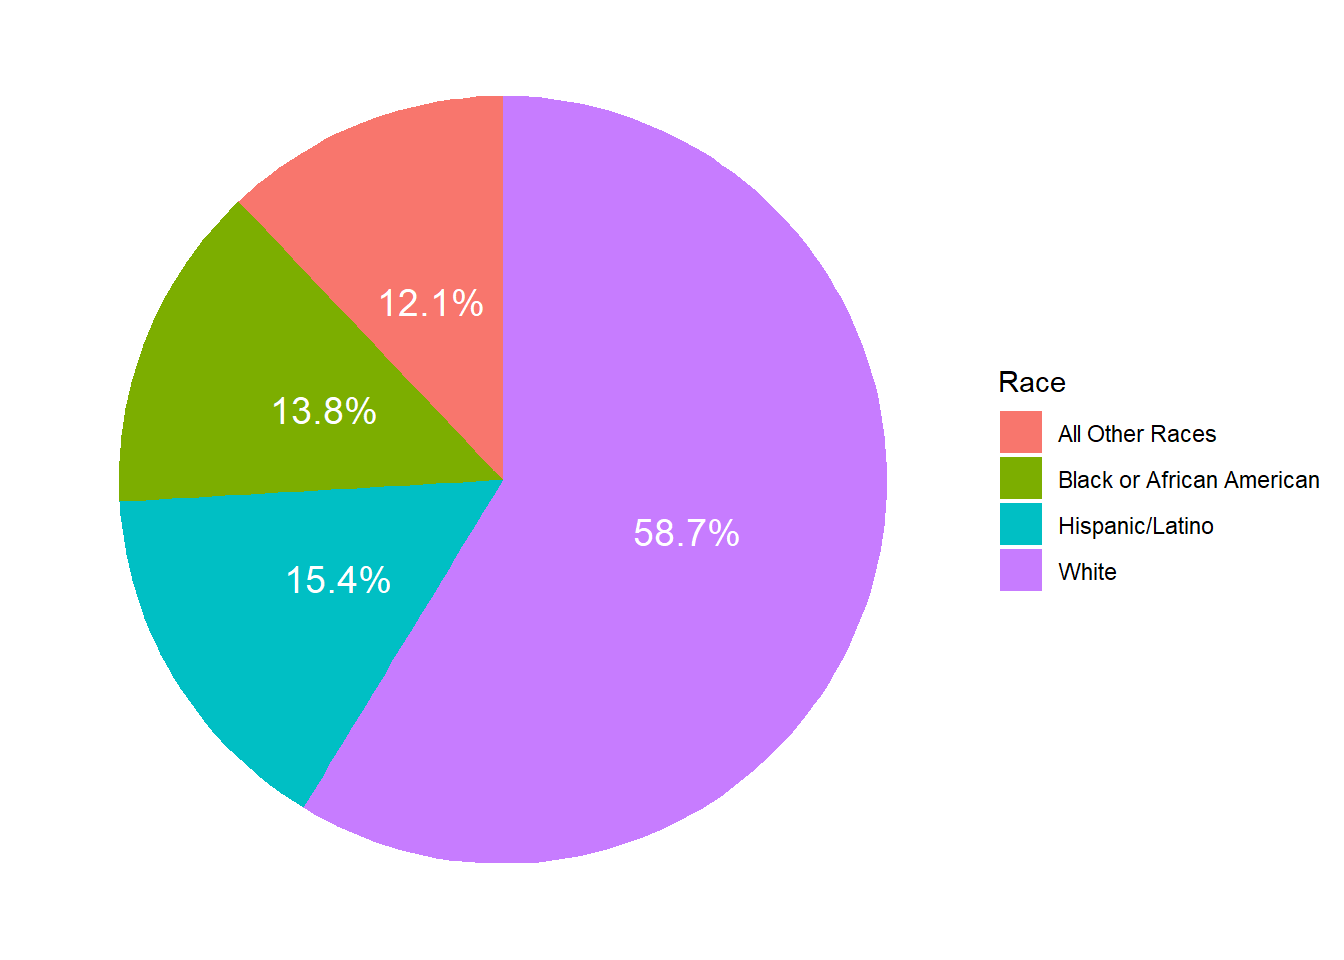 12.1%
13.8%
58.7%
15.4%
Race
All Other Races
Black or African American
Hispanic/Latino
White